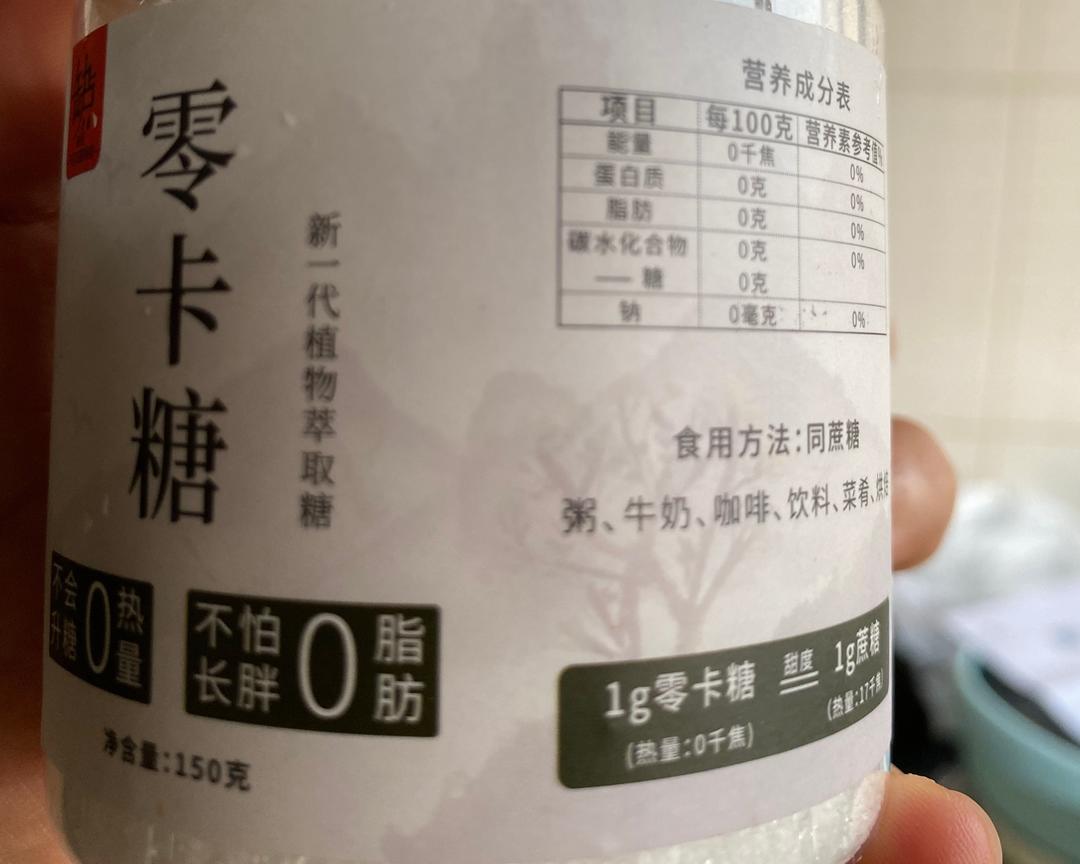 零卡糖
新一代植物萃取糖
不会
升糖
0
热量
不怕
长胖
0
脂肪
净含量:150克
营养成分表
项目 每100克 营养素参考值%
能量 0千焦 0%
蛋白质 0克 0%
脂肪 0克 0%
碳水化合物 0克 0%
—— 糖 0克
钠 0毫克 0%
食用方法:同蔗糖
粥、牛奶、咖啡、饮料、菜肴、烘焙
1g零卡糖 甜度 1g蔗糖
(热量:0千焦) (热量:17千焦)